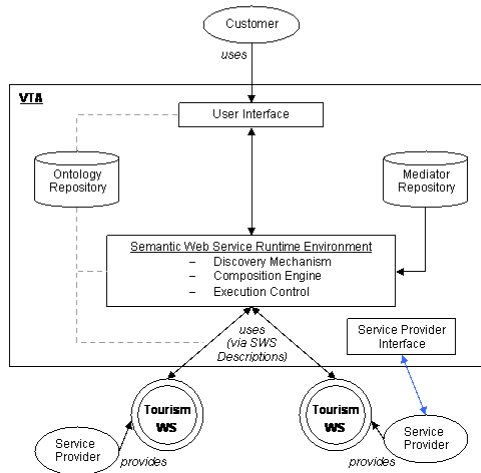 Customer
uses
VTA
User Interface
Ontology
Repository
Mediator
Repository
Semantic Web Service Runtime Environment
– Discovery Mechanism
– Composition Engine
– Execution Control
uses
(via SWS
Descriptions)
Service Provider
Interface
Tourism
WS
Tourism
WS
Service
Provider
provides
Service
Provider
provides